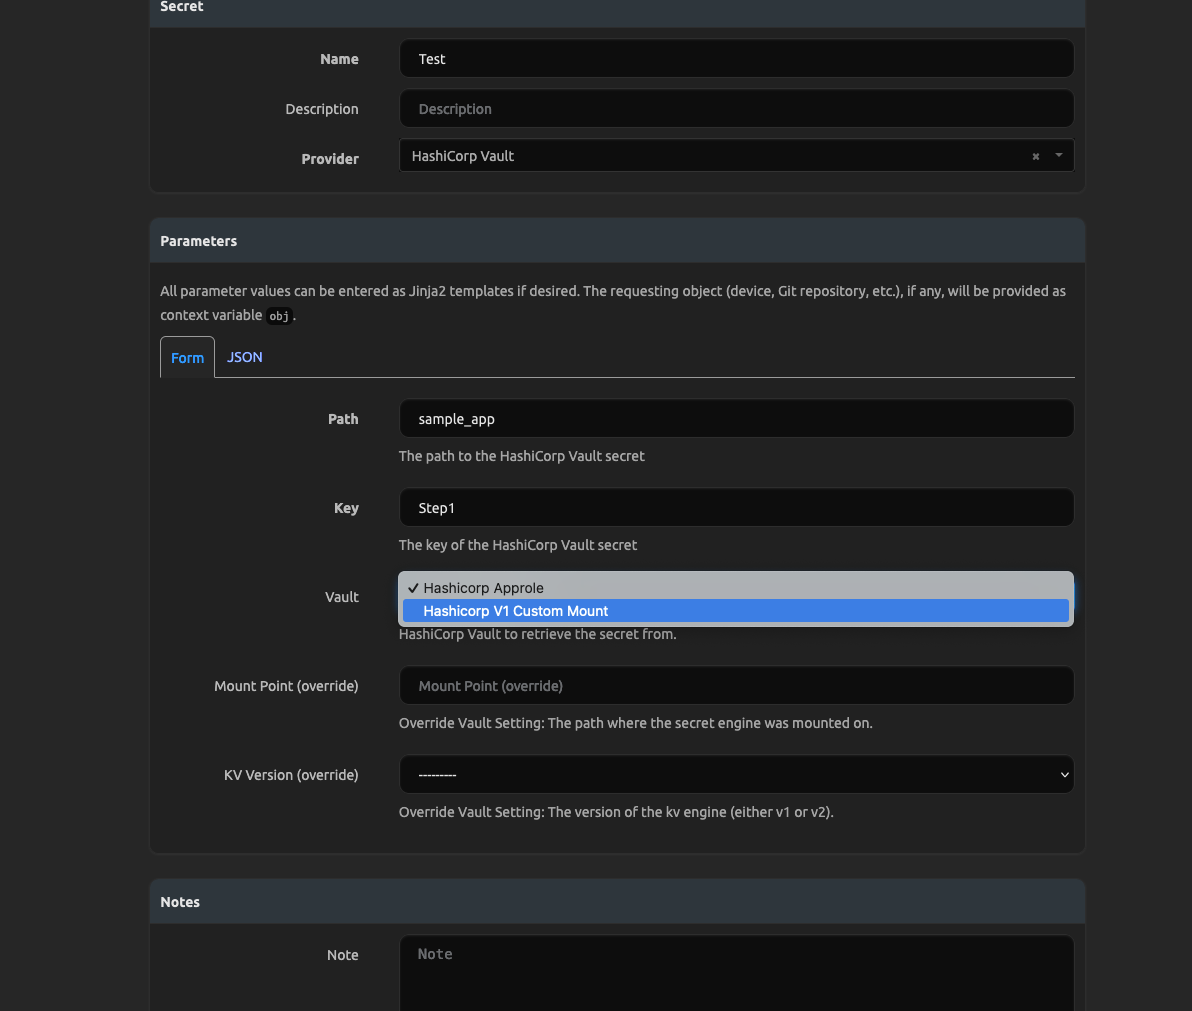 Secret
Name
Test
Description
Description
Provider
HashiCorp Vault
Parameters
All parameter values can be entered as Jinja2 templates if desired. The requesting object (device, Git repository, etc.), if any, will be provided as
context variable obj.
Form JSON
Path
sample_app
The path to the HashiCorp Vault secret
Key
Step1
The key of the HashiCorp Vault secret
Vault
✓ Hashicorp Approle
Hashicorp V1 Custom Mount
HashiCorp Vault to retrieve the secret from.
Mount Point (override)
Mount Point (override)
Override Vault Setting: The path where the secret engine was mounted on.
KV Version (override)
---------
Override Vault Setting: The version of the kv engine (either v1 or v2).
Notes
Note
Note